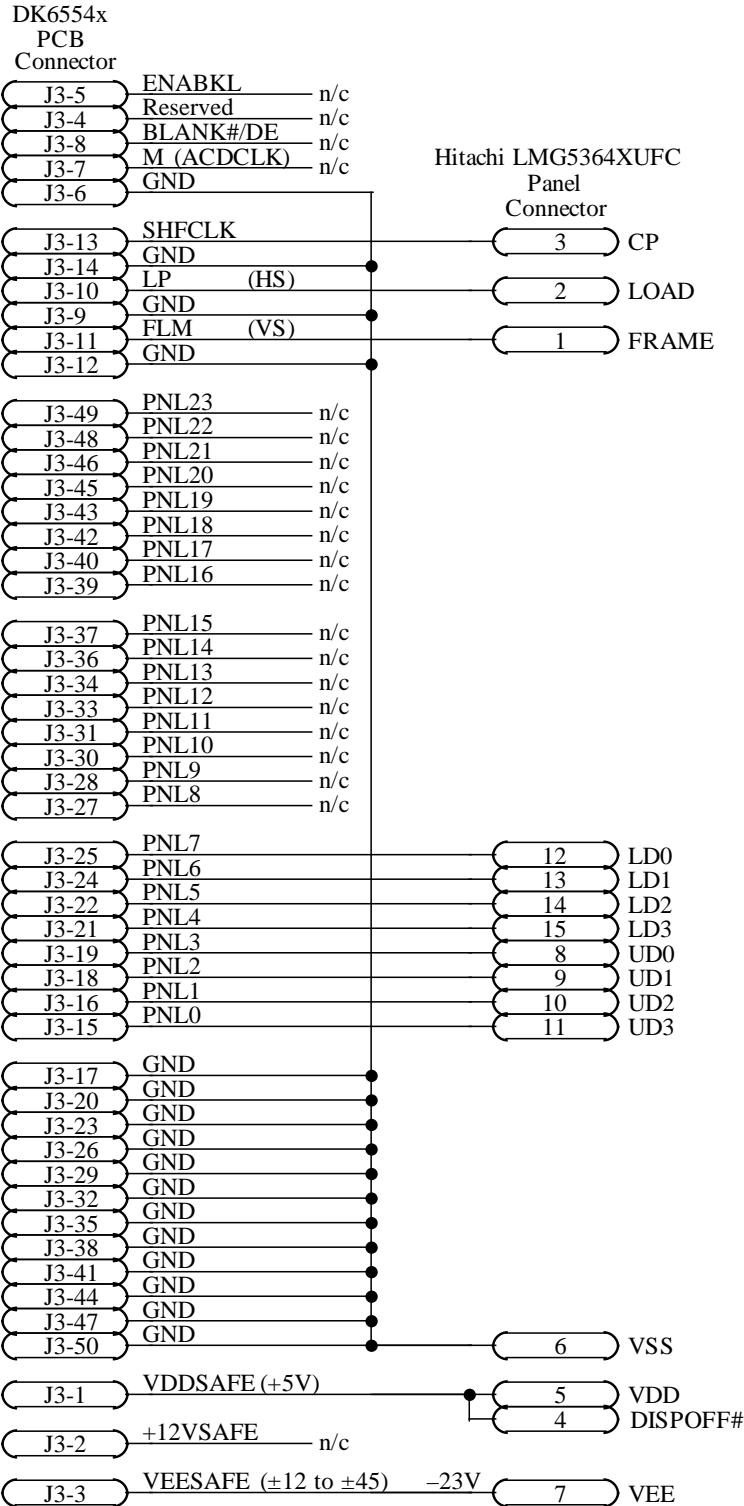 DK6554x
PCB
Connector
J3-5 ENABKL n/c
J3-4 Reserved n/c
J3-8 BLANK#/DE n/c
J3-7 M (ACDCLK) n/c
J3-6 GND
Hitachi LMG5364XUFC
Panel
Connector
J3-13 SHFCLK 3 CP
J3-14 GND
J3-10 LP (HS) 2 LOAD
J3-9 GND
J3-11 FLM (VS) 1 FRAME
J3-12 GND
J3-49 PNL23 n/c
J3-48 PNL22 n/c
J3-46 PNL21 n/c
J3-45 PNL20 n/c
J3-43 PNL19 n/c
J3-42 PNL18 n/c
J3-40 PNL17 n/c
J3-39 PNL16 n/c
J3-37 PNL15 n/c
J3-36 PNL14 n/c
J3-34 PNL13 n/c
J3-33 PNL12 n/c
J3-31 PNL11 n/c
J3-30 PNL10 n/c
J3-28 PNL9 n/c
J3-27 PNL8 n/c
J3-25 PNL7 12 LD0
J3-24 PNL6 13 LD1
J3-22 PNL5 14 LD2
J3-21 PNL4 15 LD3
J3-19 PNL3 8 UD0
J3-18 PNL2 9 UD1
J3-16 PNL1 10 UD2
J3-15 PNL0 11 UD3
J3-17 GND
J3-20 GND
J3-23 GND
J3-26 GND
J3-29 GND
J3-32 GND
J3-35 GND
J3-38 GND
J3-41 GND
J3-44 GND
J3-47 GND
J3-50 GND 6 VSS
J3-1 VDDSAFE (+5V) 5 VDD
4 DISPOFF#
J3-2 +12VSAFE n/c
J3-3 VEESAFE (±12 to ±45) –23V 7 VEE